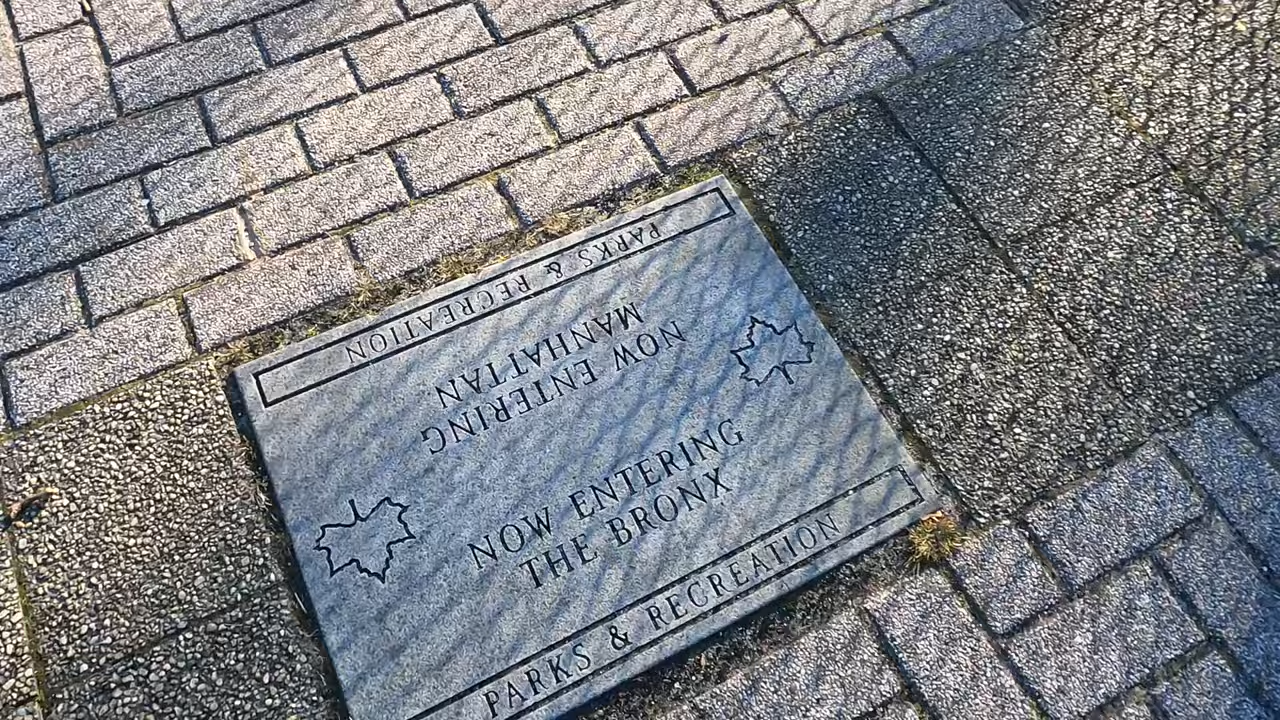 PARKS & RECREATION
NOW ENTERING
MANHATTAN
NOW ENTERING
THE BRONX
PARKS & RECREATION